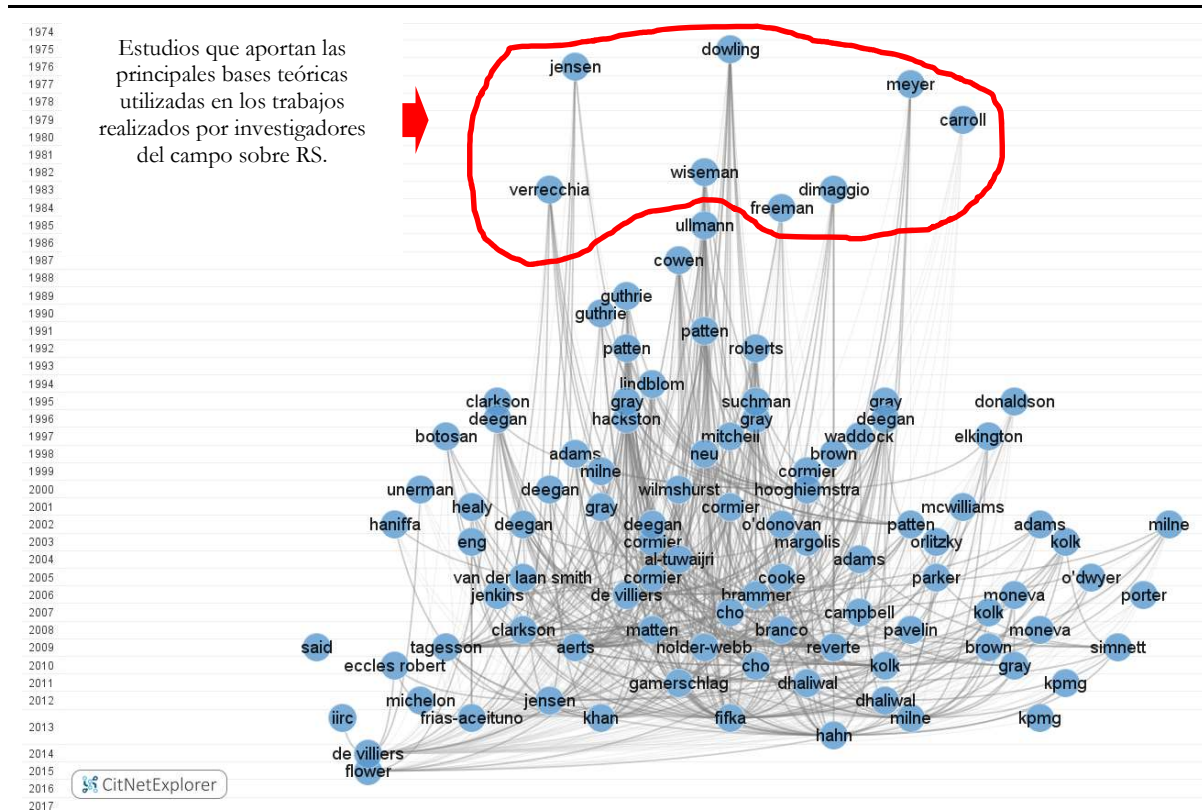 1974
Estudios que aportan las
principales bases teóricas
utilizadas en los trabajos
realizados por investigadores
del campo sobre RS.
1975
dowling
1976
jensen
1977
meyer
1978
1979
carroll
1980
1981
1982
wiseman
1983
verrecchia dimaggio
1984
freeman
1985
ullmann
1986
1987
cowen
1988
1989
guthrie
1990
guthrie
1991
patten
1992
patten roberts
1993
1994
lindblom
1995
clarkson gray suchman gray donaldson
1996
deegan hackston gray deegan
1997
botosan mitchell waddock elkington
1998
adams neu brown
1999
milne cormier
2000
unerman deegan wilmshurst hooghiemstra
2001
healy gray cormier mcwilliams
2002
haniffa deegan deegan o'donovan patten adams milne
2003
eng cormier margolis orlitzky kolk
2004
al-tuwaijri adams
2005
van der laan smith cormier cooke parker o'dwyer
2006
jenkins de villiers brammer moneva porter
2007
cho campbell kolk
2008
clarkson matten branco pavelin moneva
2009
said tagesson aerts holder-webb reverte brown simnett
2010
eccles robert cho kolk gray
2011
gamerschlag dhaliwal kpmg
2012
michelon jensen dhaliwal
iirc frias-aceituno khan fifka milne kpmg
2013
hahn
2014
de villiers
2015
flower
2016
CitNetExplorer
2017